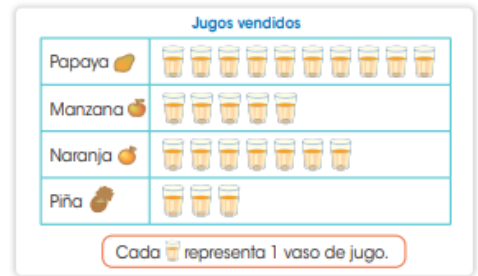 Jugos vendidos
Papaya
Manzana
Naranja
Piña
Cada representa 1 vaso de jugo.